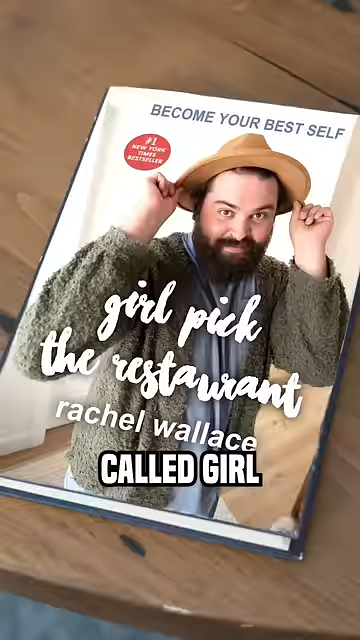 BECOME YOUR BEST SELF
#1
NEW YORK
TIMES
BESTSELLER
girl pick
the restaurant
rachel wallace
CALLED GIRL